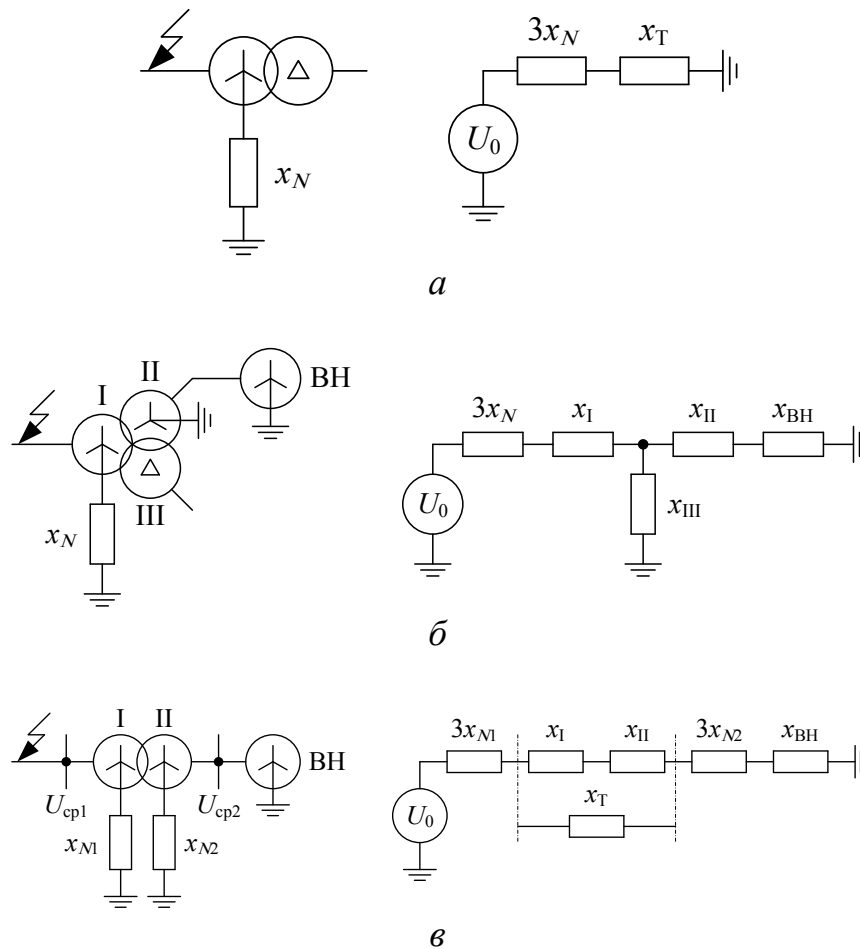 3x_N x_T
U_0
x_N
а
I II ВН
3x_N x_I x_II x_ВН
III
x_N
U_0 x_III
б
I II ВН
3x_N1 x_I x_II 3x_N2 x_ВН
U_ср1 U_ср2
x_T
U_0
x_N1 x_N2
в